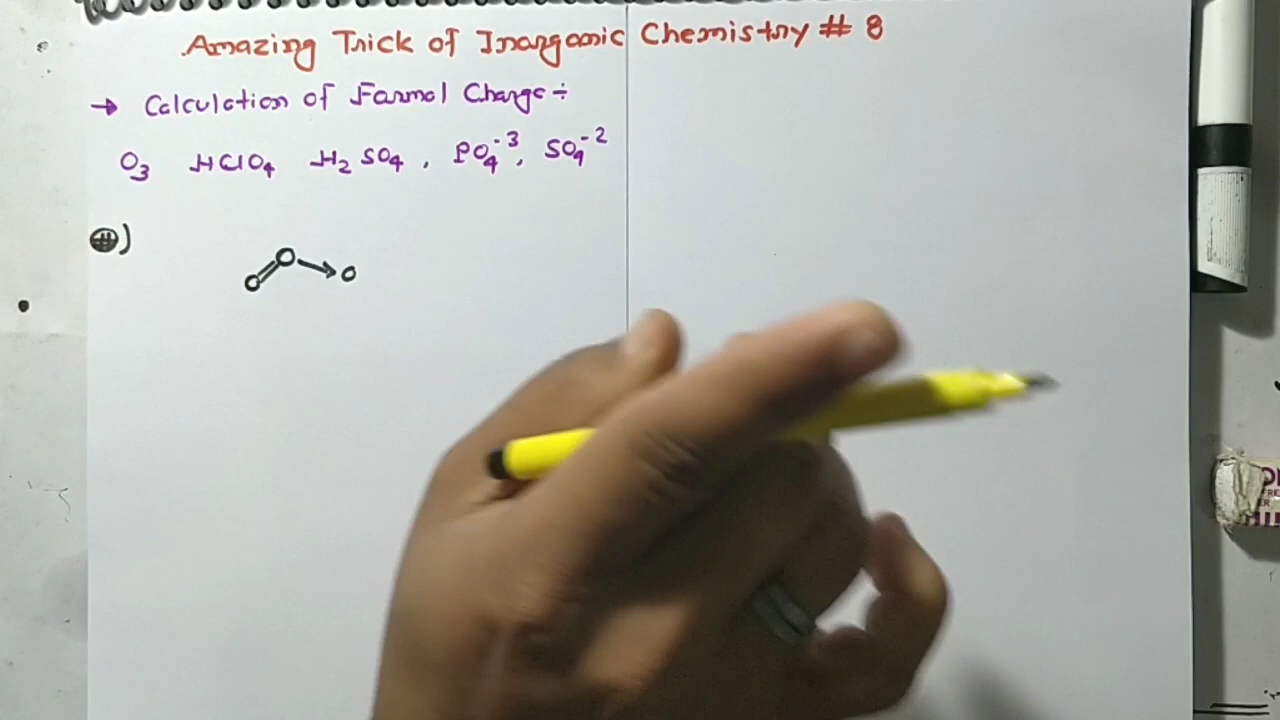 Amazing Trick of Inorganic Chemistry # 8
→ Calculation of Formal Charge÷
O₃ HClO₄ H₂SO₄, PO₄⁻³, SO₄⁻²
#)
O=O→O